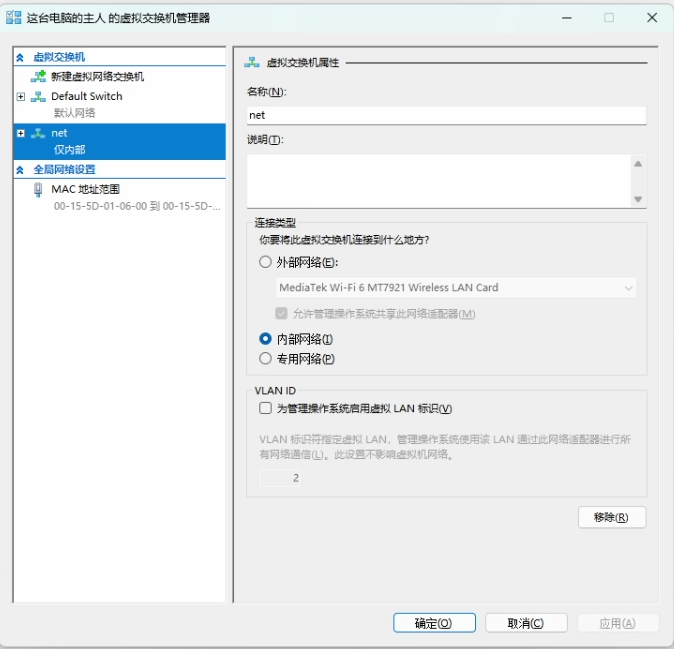 这台电脑的主人 的虚拟交换机管理器
虚拟交换机
新建虚拟网络交换机
Default Switch
默认网络
net
仅内部
全局网络设置
MAC 地址范围
00-15-5D-01-06-00 到 00-15-5D-...
虚拟交换机属性
名称(N):
net
说明(T):
连接类型
你要将此虚拟交换机连接到什么地方?
外部网络(E):
MediaTek Wi-Fi 6 MT7921 Wireless LAN Card
允许管理操作系统共享此网络适配器(M)
内部网络(I)
专用网络(P)
VLAN ID
为管理操作系统启用虚拟 LAN 标识(V)
VLAN 标识符指定虚拟 LAN，管理操作系统使用该 LAN 通过此网络适配器进行所
有网络通信(L)。此设置不影响虚拟机网络。
2
移除(R)
确定(O)
取消(C)
应用(A)